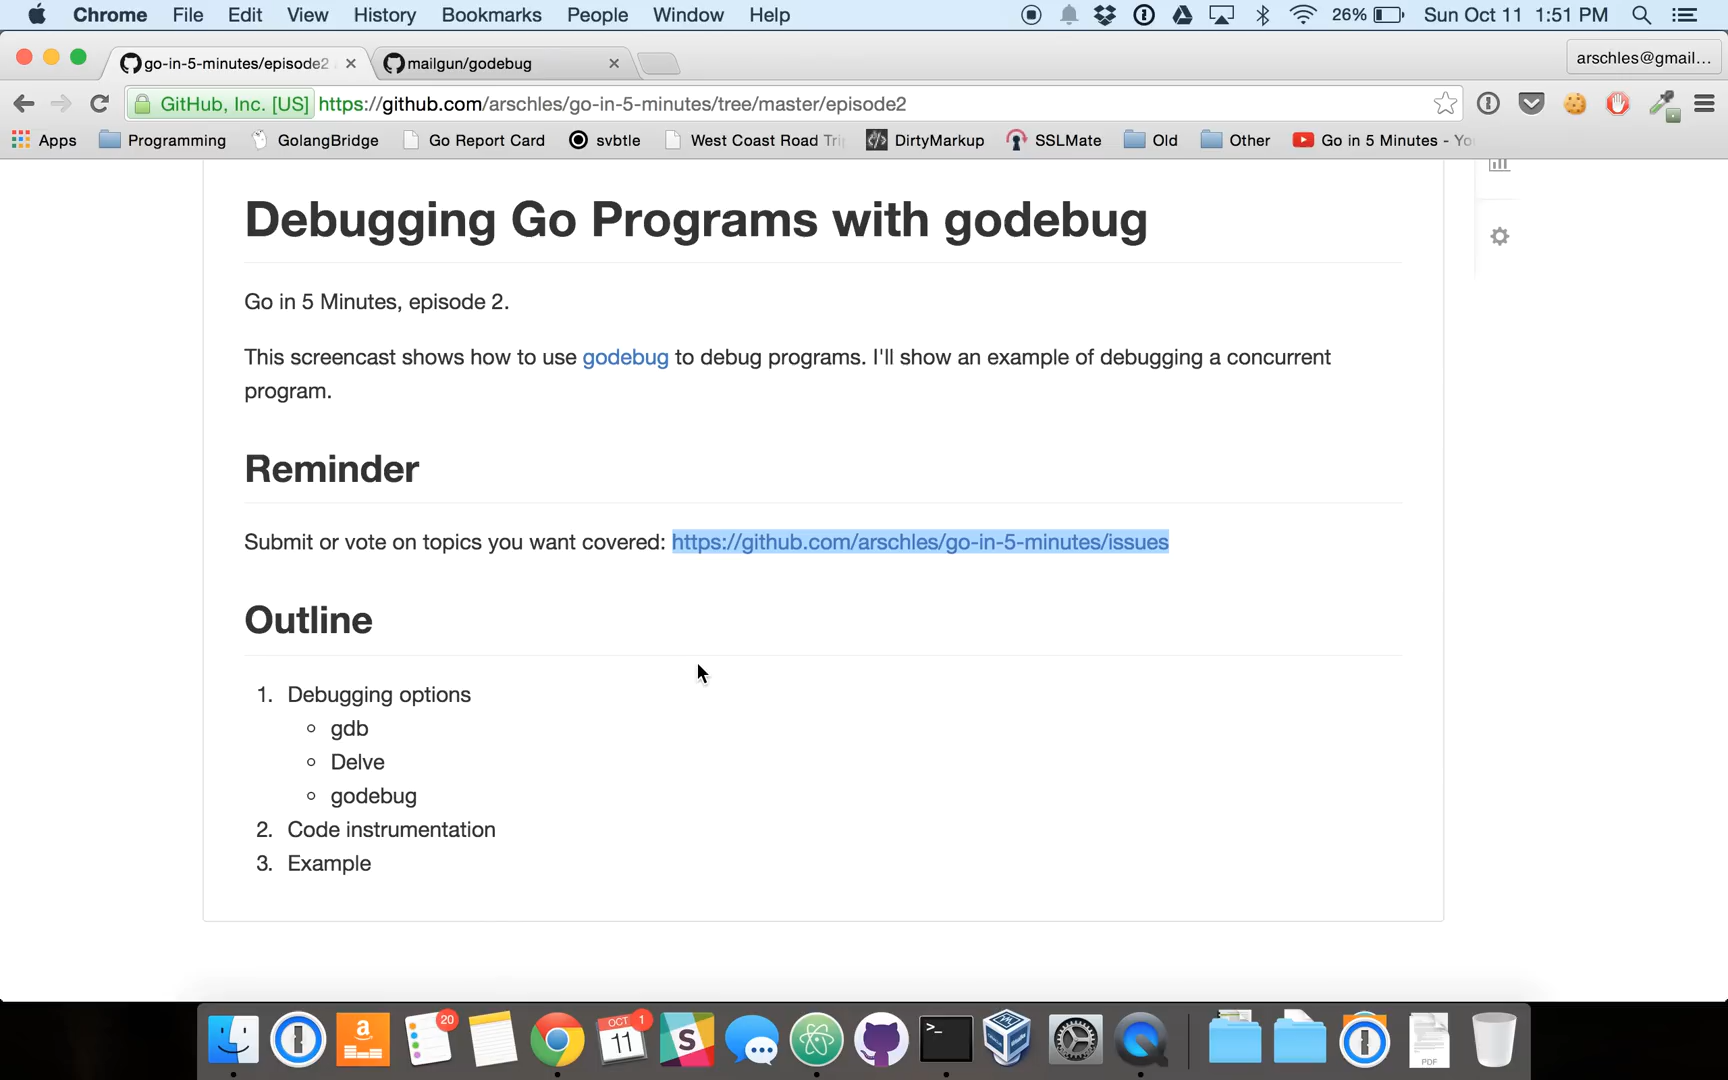 Chrome File Edit View History Bookmarks People Window Help 26% Sun Oct 11 1:51 PM
go-in-5-minutes/episode2 mailgun/godebug arschles@gmail...
GitHub, Inc. [US] https://github.com/arschles/go-in-5-minutes/tree/master/episode2
Apps Programming GolangBridge Go Report Card svbtle West Coast Road Tri DirtyMarkup SSLMate Old Other Go in 5 Minutes - Yo
Debugging Go Programs with godebug
Go in 5 Minutes, episode 2.
This screencast shows how to use godebug to debug programs. I'll show an example of debugging a concurrent
program.
Reminder
Submit or vote on topics you want covered: https://github.com/arschles/go-in-5-minutes/issues
Outline
1. Debugging options
gdb
Delve
godebug
2. Code instrumentation
3. Example
20
OCT 1
11
PDF